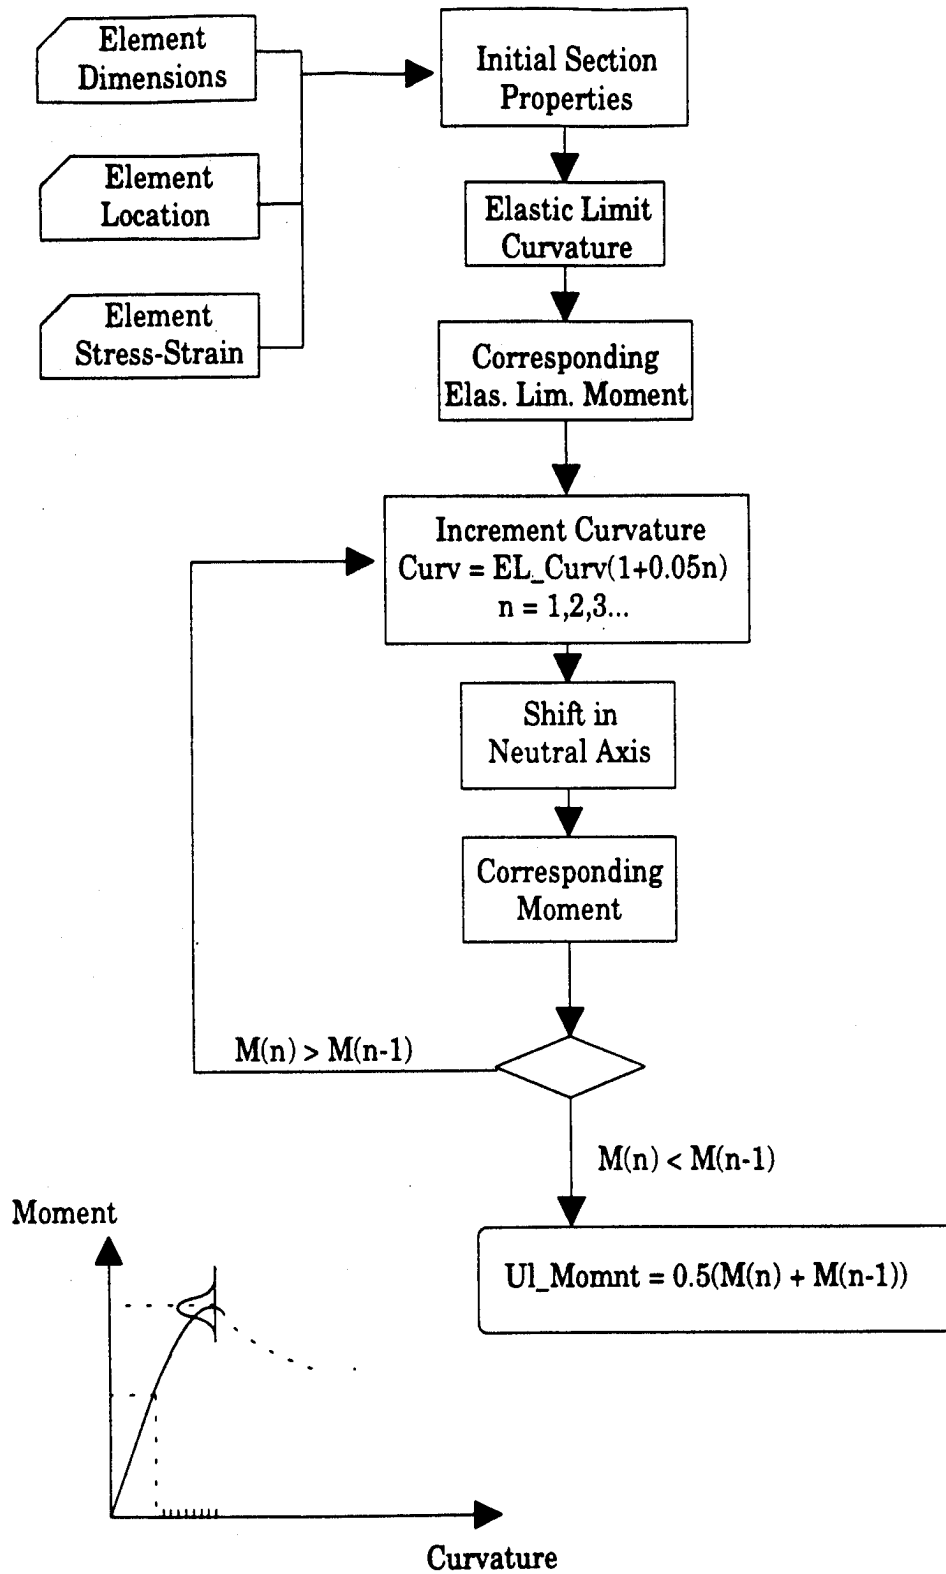 Element
Dimensions
Element
Location
Element
Stress-Strain
Initial Section
Properties
Elastic Limit
Curvature
Corresponding
Elas. Lim. Moment
Increment Curvature
Curv = EL_Curv(1+0.05n)
n = 1,2,3...
Shift in
Neutral Axis
Corresponding
Moment
M(n) > M(n-1)
M(n) < M(n-1)
Ul_Momnt = 0.5(M(n) + M(n-1))
Moment
Curvature